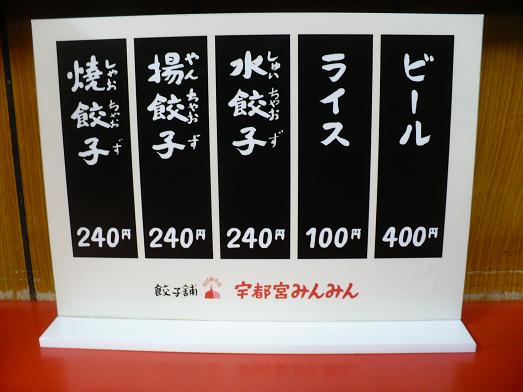 ビール
400円
ライス
100円
水餃子
しゅい ちゃお ず
240円
揚餃子
やん ちゃお ず
240円
焼餃子
しゃお ちゃお ず
240円
餃子舗 宇都宮みんみん